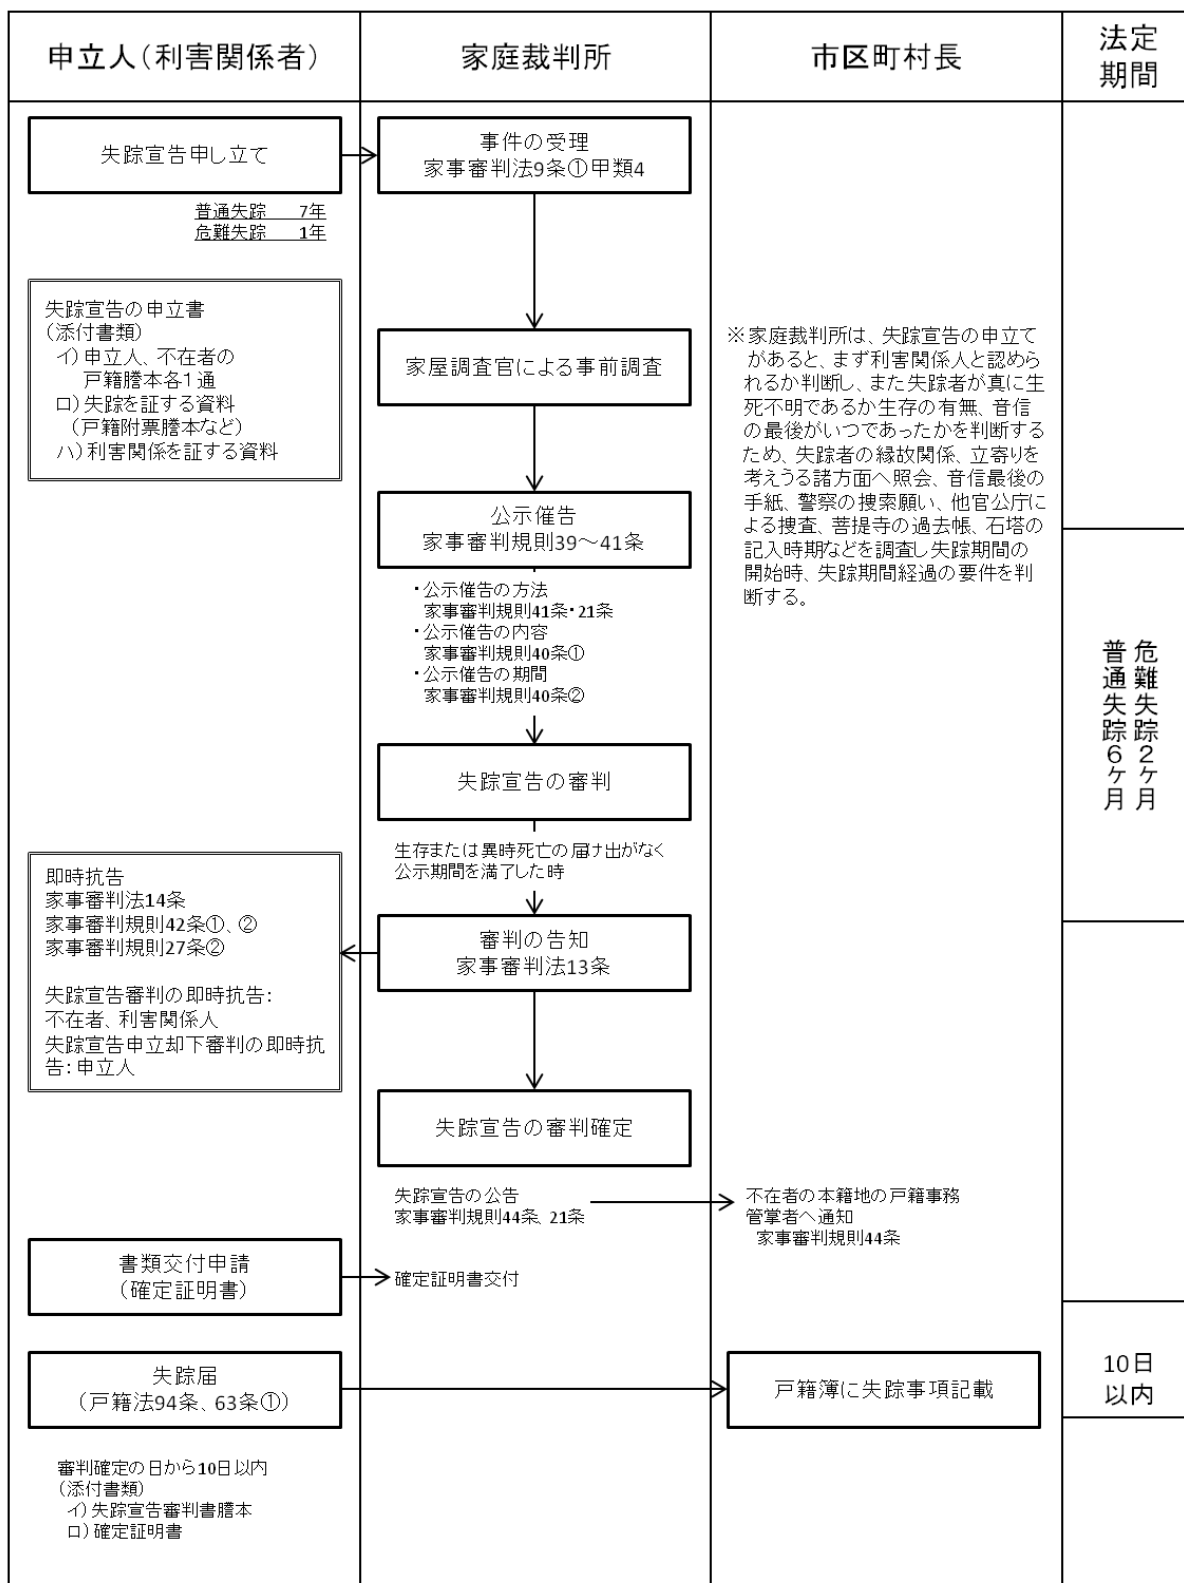 申立人（利害関係者）
家庭裁判所
市区町村長
法定
期間
失踪宣告申し立て
事件の受理
家事審判法9条①甲類4
普通失踪　7年
危難失踪　1年
失踪宣告の申立書
（添付書類）
イ）申立人、不在者の
戸籍謄本各1通
ロ）失踪を証する資料
（戸籍附票謄本など）
ハ）利害関係を証する資料
家屋調査官による事前調査
※家庭裁判所は、失踪宣告の申立て
があると、まず利害関係人と認めら
れるか判断し、また失踪者が真に生
死不明であるか生存の有無、音信
の最後がいつであったかを判断する
ため、失踪者の縁故関係、立寄りを
考えうる諸方面へ照会、音信最後の
手紙、警察の捜索願い、他官公庁に
よる捜査、菩提寺の過去帳、石塔の
記入時期などを調査し失踪期間の
開始時、失踪期間経過の要件を判
断する。
公示催告
家事審判規則39～41条
・公示催告の方法
家事審判規則41条・21条
・公示催告の内容
家事審判規則40条①
・公示催告の期間
家事審判規則40条②
危難失踪2ヶ月
普通失踪6ヶ月
失踪宣告の審判
生存または異時死亡の届け出がなく
公示期間を満了した時
即時抗告
家事審判法14条
家事審判規則42条①、②
家事審判規則27条②
失踪宣告審判の即時抗告：
不在者、利害関係人
失踪宣告申立却下審判の即時抗
告：申立人
審判の告知
家事審判法13条
失踪宣告の審判確定
失踪宣告の公告
家事審判規則44条、21条
不在者の本籍地の戸籍事務
管掌者へ通知
家事審判規則44条
書類交付申請
（確定証明書）
確定証明書交付
失踪届
（戸籍法94条、63条①）
戸籍簿に失踪事項記載
10日
以内
審判確定の日から10日以内
（添付書類）
イ）失踪宣告審判書謄本
ロ）確定証明書